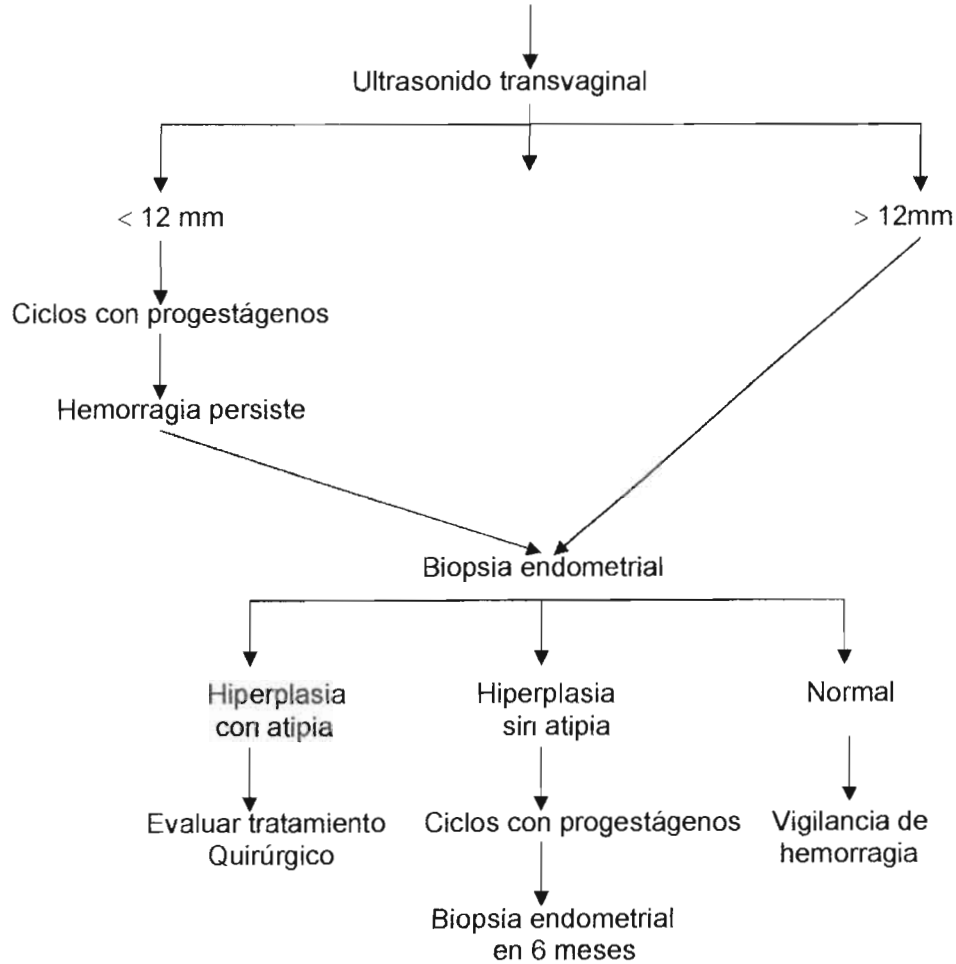 Ultrasonido transvaginal
< 12 mm
> 12mm
Ciclos con progestágenos
Hemorragia persiste
Biopsia endometrial
Hiperplasia
con atipia
Hiperplasia
sin atipia
Normal
Evaluar tratamiento
Quirúrgico
Ciclos con progestágenos
Vigilancia de
hemorragia
Biopsia endometrial
en 6 meses